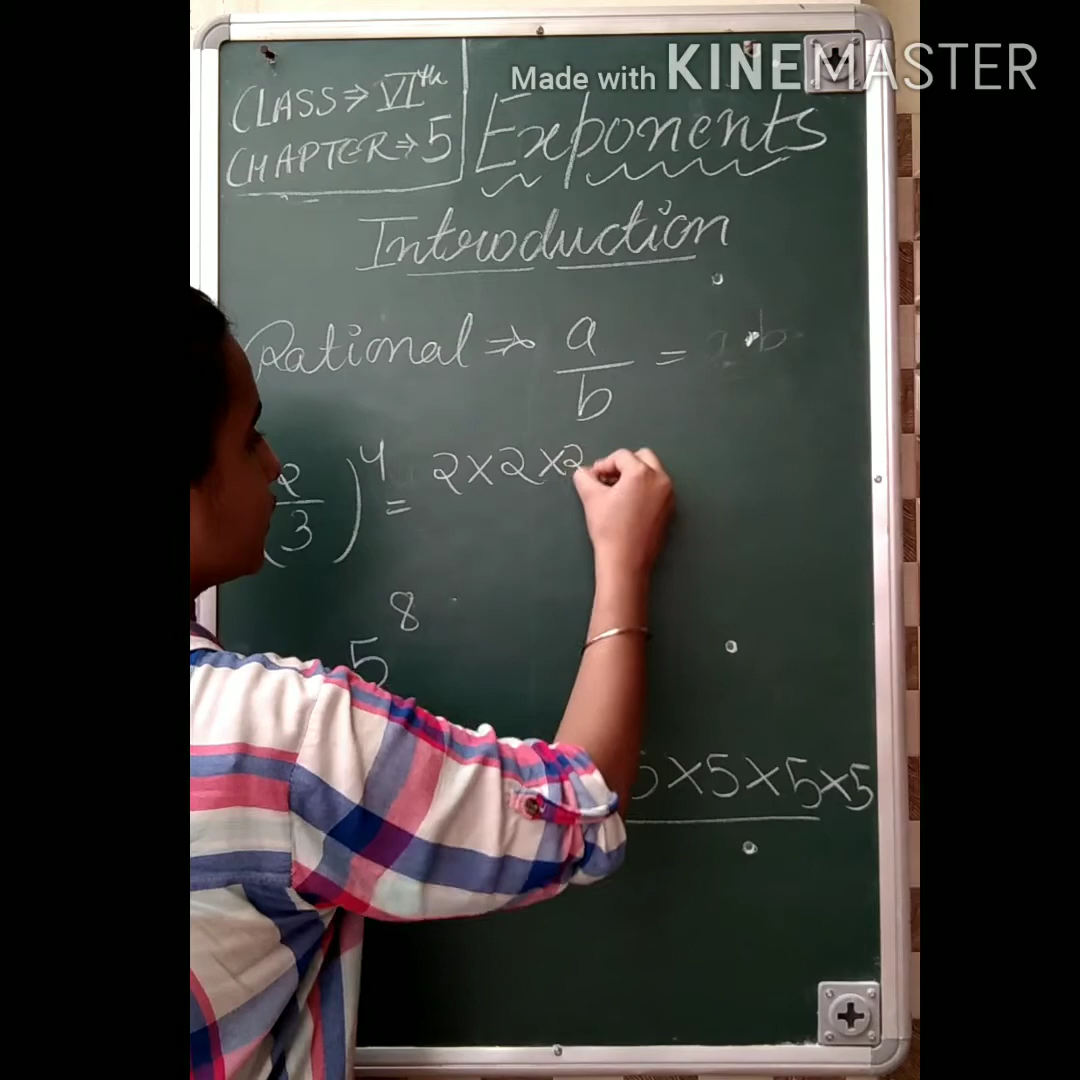 Made with KINEMASTER
CLASS ⇒ VIth
CHAPTER ⇒ 5
Exponents
Introduction
Rational ⇒ a/b =
2/3)^4 = 2×2×2
5^8
5×5×5×5